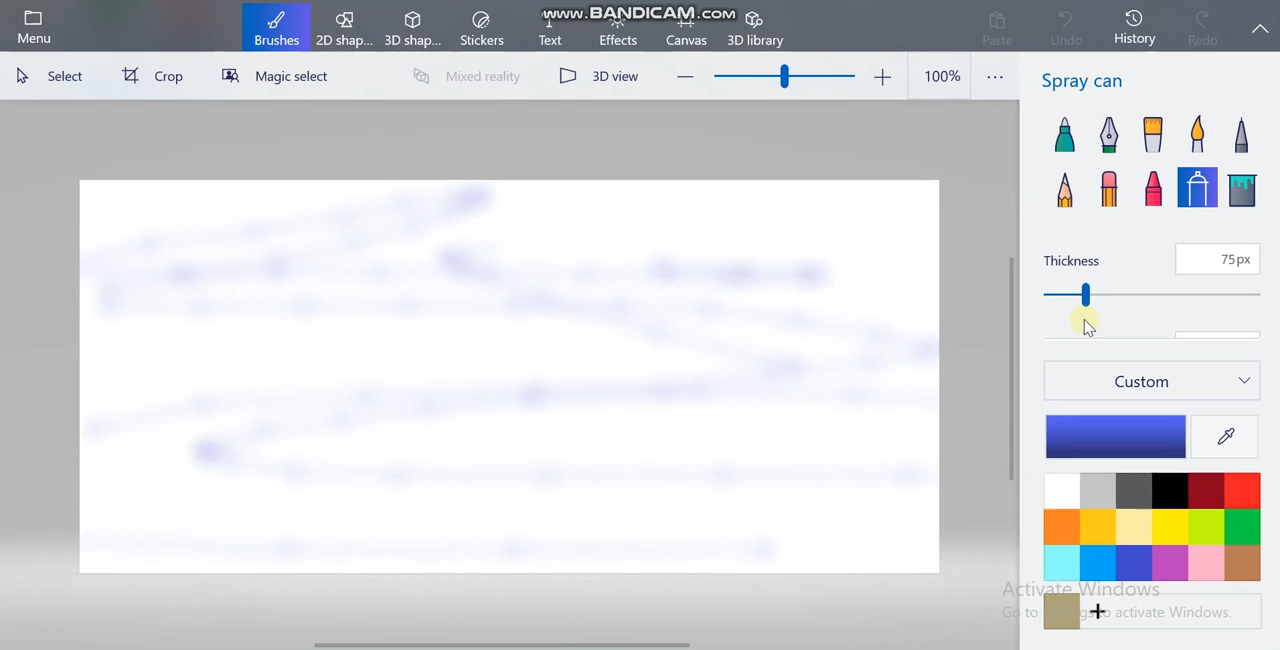 www.BANDICAM.com
Menu
Brushes
2D shap...
3D shap...
Stickers
Text
Effects
Canvas
3D library
Paste
Undo
History
Redo
Select
Crop
Magic select
Mixed reality
3D view
100%
Spray can
Thickness
75px
Custom
Activate Windows
Go to
activate Windows.